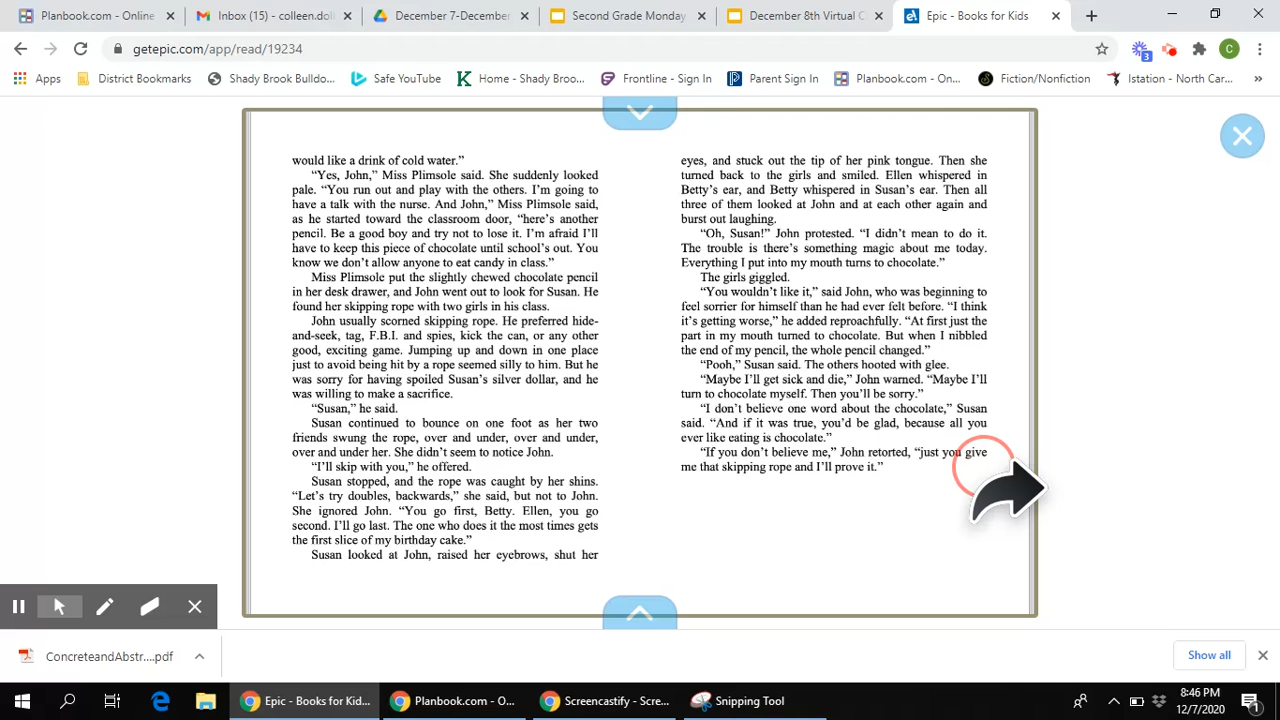 Planbook.com - Online
Inbox (15) - colleen.doll
December 7-December
Second Grade Monday
December 8th Virtual C
Epic - Books for Kids
getepic.com/app/read/19234
Apps
District Bookmarks
Shady Brook Bulldo...
Safe YouTube
Home - Shady Broo...
Frontline - Sign In
Parent Sign In
Planbook.com - On...
Fiction/Nonfiction
Istation - North Car...
»
3
C
would like a drink of cold water.”
“Yes, John,” Miss Plimsole said. She suddenly looked
pale. “You run out and play with the others. I’m going to
have a talk with the nurse. And John,” Miss Plimsole said,
as he started toward the classroom door, “here’s another
pencil. Be a good boy and try not to lose it. I’m afraid I’ll
have to keep this piece of chocolate until school’s out. You
know we don’t allow anyone to eat candy in class.”
Miss Plimsole put the slightly chewed chocolate pencil
in her desk drawer, and John went out to look for Susan. He
found her skipping rope with two girls in his class.
John usually scorned skipping rope. He preferred hide-
and-seek, tag, F.B.I. and spies, kick the can, or any other
good, exciting game. Jumping up and down in one place
just to avoid being hit by a rope seemed silly to him. But he
was sorry for having spoiled Susan’s silver dollar, and he
was willing to make a sacrifice.
“Susan,” he said.
Susan continued to bounce on one foot as her two
friends swung the rope, over and under, over and under,
over and under her. She didn’t seem to notice John.
“I’ll skip with you,” he offered.
Susan stopped, and the rope was caught by her shins.
“Let’s try doubles, backwards,” she said, but not to John.
She ignored John. “You go first, Betty. Ellen, you go
second. I’ll go last. The one who does it the most times gets
the first slice of my birthday cake.”
Susan looked at John, raised her eyebrows, shut her
eyes, and stuck out the tip of her pink tongue. Then she
turned back to the girls and smiled. Ellen whispered in
Betty’s ear, and Betty whispered in Susan’s ear. Then all
three of them looked at John and at each other again and
burst out laughing.
“Oh, Susan!” John protested. “I didn’t mean to do it.
The trouble is there’s something magic about me today.
Everything I put into my mouth turns to chocolate.”
The girls giggled.
“You wouldn’t like it,” said John, who was beginning to
feel sorrier for himself than he had ever felt before. “I think
it’s getting worse,” he added reproachfully. “At first just the
part in my mouth turned to chocolate. But when I nibbled
the end of my pencil, the whole pencil changed.”
“Pooh,” Susan said. The others hooted with glee.
“Maybe I’ll get sick and die,” John warned. “Maybe I’ll
turn to chocolate myself. Then you’ll be sorry.”
“I don’t believe one word about the chocolate,” Susan
said. “And if it was true, you’d be glad, because all you
ever like eating is chocolate.”
“If you don’t believe me,” John retorted, “just you give
me that skipping rope and I’ll prove it.”
ConcreteandAbstr....pdf
Show all
Epic - Books for Ki...
Planbook.com - O...
Screencastify - Scre...
Snipping Tool
8:46 PM
12/7/2020
1